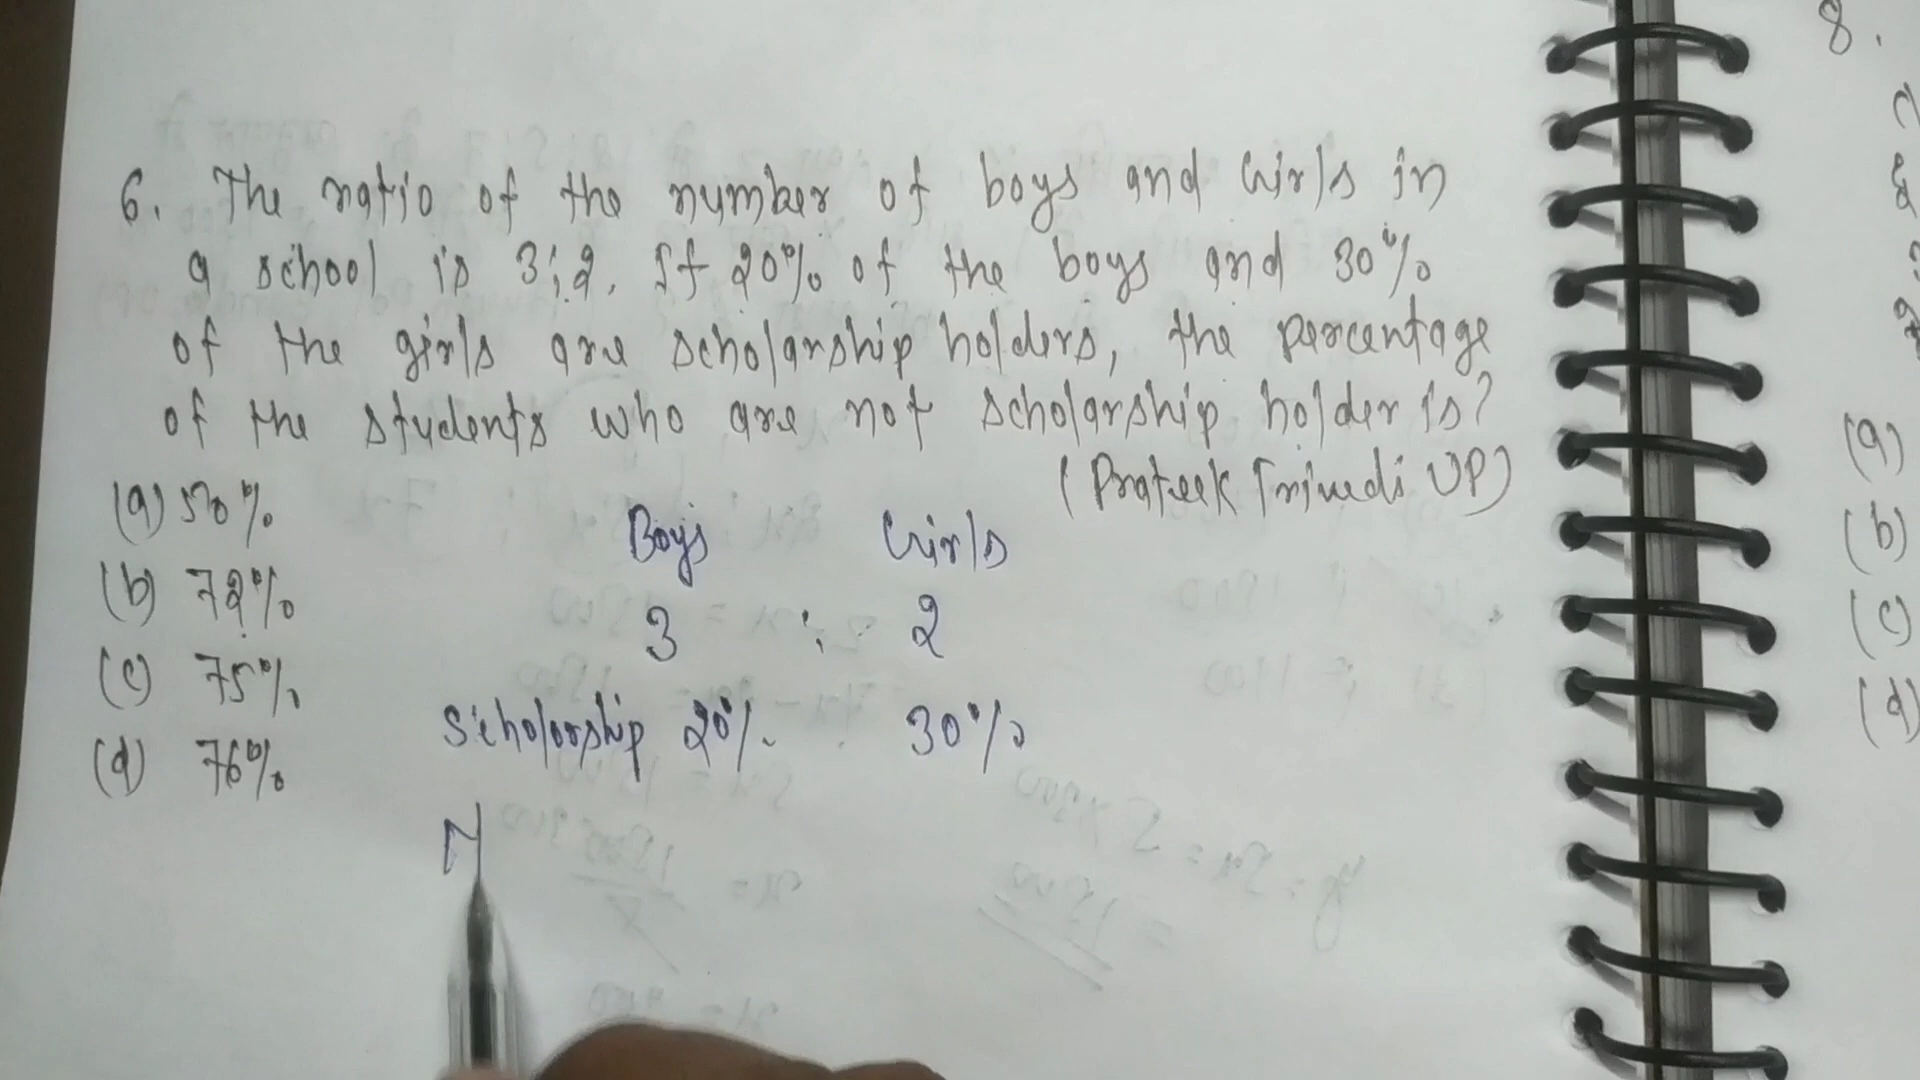 6. The ratio of the number of boys and Girls in
a school is 3:2. If 20% of the boys and 30%
of the girls are scholarship holders, the percentage
of the students who are not scholarship holder is?
(Prateek Trivedi UP)
(a) 50%
(b) 72%
(c) 75%
(d) 76%
Boys Girls
3 : 2
Scholorship 20% 30%
N
8.
(a)
(b)
(c)
(d)